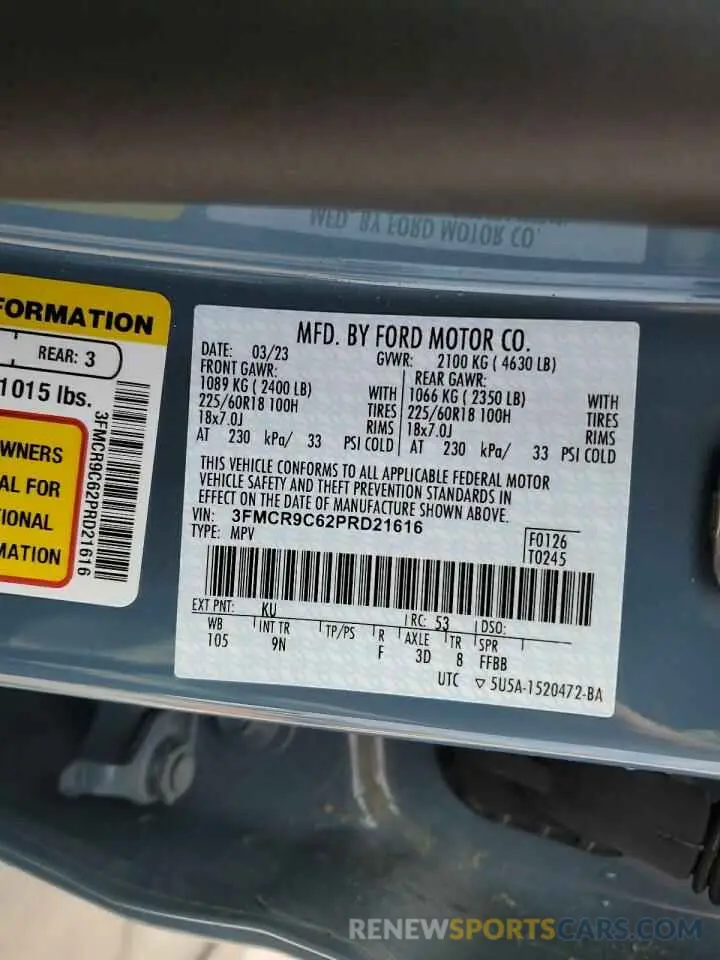 MFD. BY FORD MOTOR CO.
FORMATION
REAR: 3
1015 lbs.
WNERS
AL FOR
IONAL
MATION
3FMCR9C62PRD21616
MFD. BY FORD MOTOR CO.
DATE: 03/23 GVWR: 2100 KG ( 4630 LB)
FRONT GAWR: REAR GAWR:
1089 KG ( 2400 LB) WITH 1066 KG ( 2350 LB) WITH
225/60R18 100H TIRES 225/60R18 100H TIRES
18x7.0J RIMS 18x7.0J RIMS
AT 230 kPa/ 33 PSI COLD AT 230 kPa/ 33 PSI COLD
THIS VEHICLE CONFORMS TO ALL APPLICABLE FEDERAL MOTOR
VEHICLE SAFETY AND THEFT PREVENTION STANDARDS IN
EFFECT ON THE DATE OF MANUFACTURE SHOWN ABOVE.
VIN: 3FMCR9C62PRD21616
TYPE: MPV
F0126
T0245
EXT PNT: KU RC: 53 DSO:
WB INT TR TP/PS R AXLE TR SPR
105 9N F 3D 8 FFBB
UTC ▽ 5U5A-1520472-BA
RENEWSPORTSCARS.COM